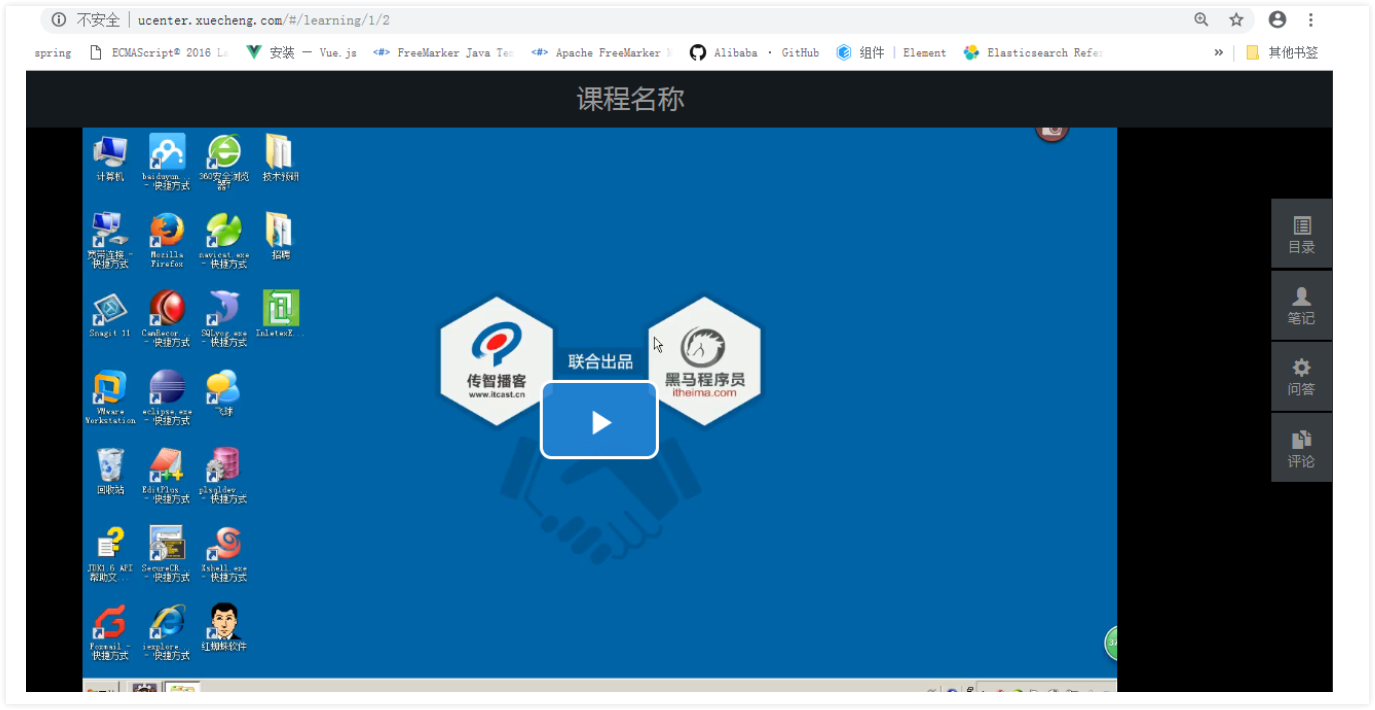 不安全 ucenter.xuecheng.com/#/learning/1/2
spring ECMAScript® 2016 La 安装 — Vue.js <#> FreeMarker Java Te <#> Apache FreeMarker Alibaba · GitHub 组件 | Element Elasticsearch Refer » 其他书签
课程名称
计算机
baiduyun...
- 快捷方式
360安全浏览
器7
技术预研
宽带连接 -
快捷方式
Mozilla
Firefox
navicat.exe
- 快捷方式
招聘
Snagit 11
CamRecor...
- 快捷方式
SQLyog.exe
- 快捷方式
InletexE...
VMware
Workstation
eclipse.exe
- 快捷方式
飞球
回收站
EditPlus
- 快捷方式
plsqldev...
- 快捷方式
JDK1.6 API
帮助文...
SecureCR...
- 快捷方式
Xshell.exe
- 快捷方式
Foxmail -
快捷方式
iexplore...
- 快捷方式
红蜘蛛软件
传智播客
www.itcast.cn
联合出品
黑马程序员
itheima.com
目录
笔记
问答
评论